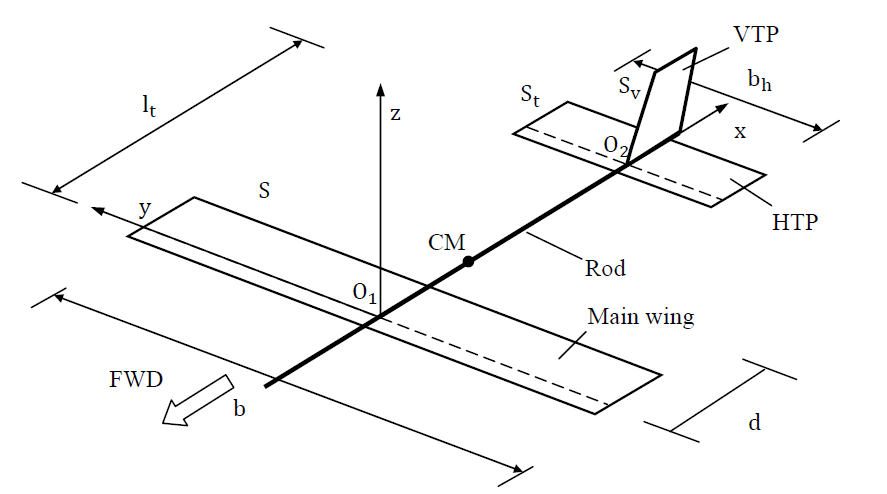 VTP
b_h
S_v
S_t
l_t
z
x
O_2
S
y
HTP
CM
Rod
O_1
Main wing
FWD
b
d